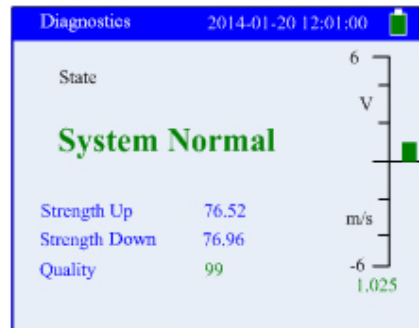 Diagnostics 2014-01-20 12:01:00
State
System Normal
Strength Up 76.52
Strength Down 76.96
Quality 99
6
V
m/s
-6
1.025